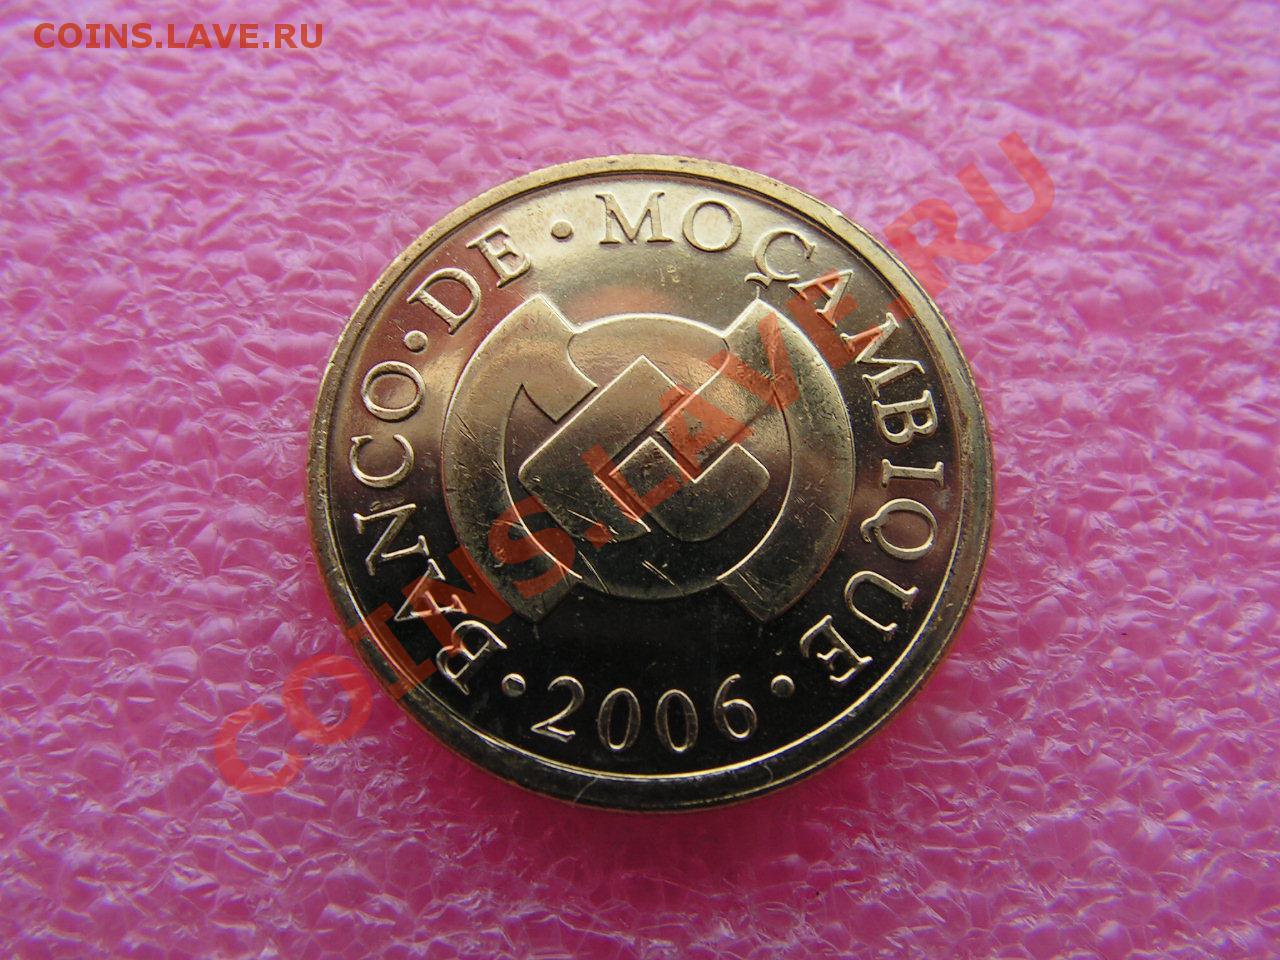 COINS.LAVE.RU
BANCO · DE · MOÇAMBIQUE
· 2006 ·
COINS.LAVE.RU